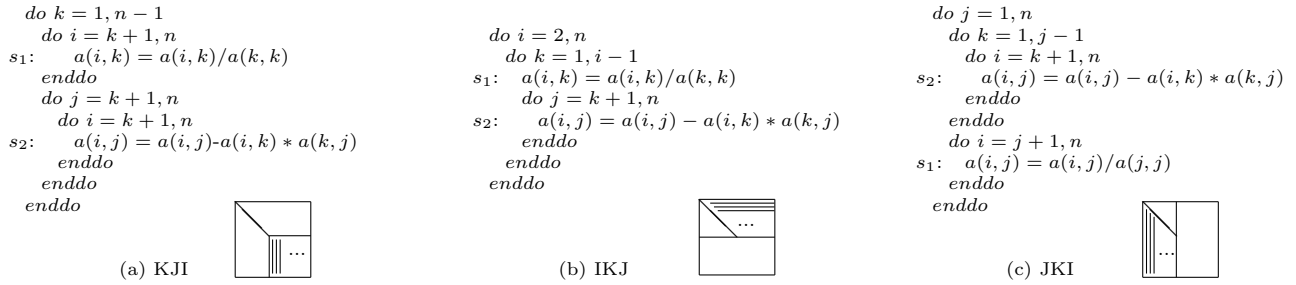 do k = 1, n − 1
do i = k + 1, n
s₁: a(i, k) = a(i, k)/a(k, k)
enddo
do j = k + 1, n
do i = k + 1, n
s₂: a(i, j) = a(i, j)-a(i, k) ∗ a(k, j)
enddo
enddo
enddo
...
(a) KJI
do i = 2, n
do k = 1, i − 1
s₁: a(i, k) = a(i, k)/a(k, k)
do j = k + 1, n
s₂: a(i, j) = a(i, j) − a(i, k) ∗ a(k, j)
enddo
enddo
enddo
...
(b) IKJ
do j = 1, n
do k = 1, j − 1
do i = k + 1, n
s₂: a(i, j) = a(i, j) − a(i, k) ∗ a(k, j)
enddo
enddo
do i = j + 1, n
s₁: a(i, j) = a(i, j)/a(j, j)
enddo
enddo
...
(c) JKI